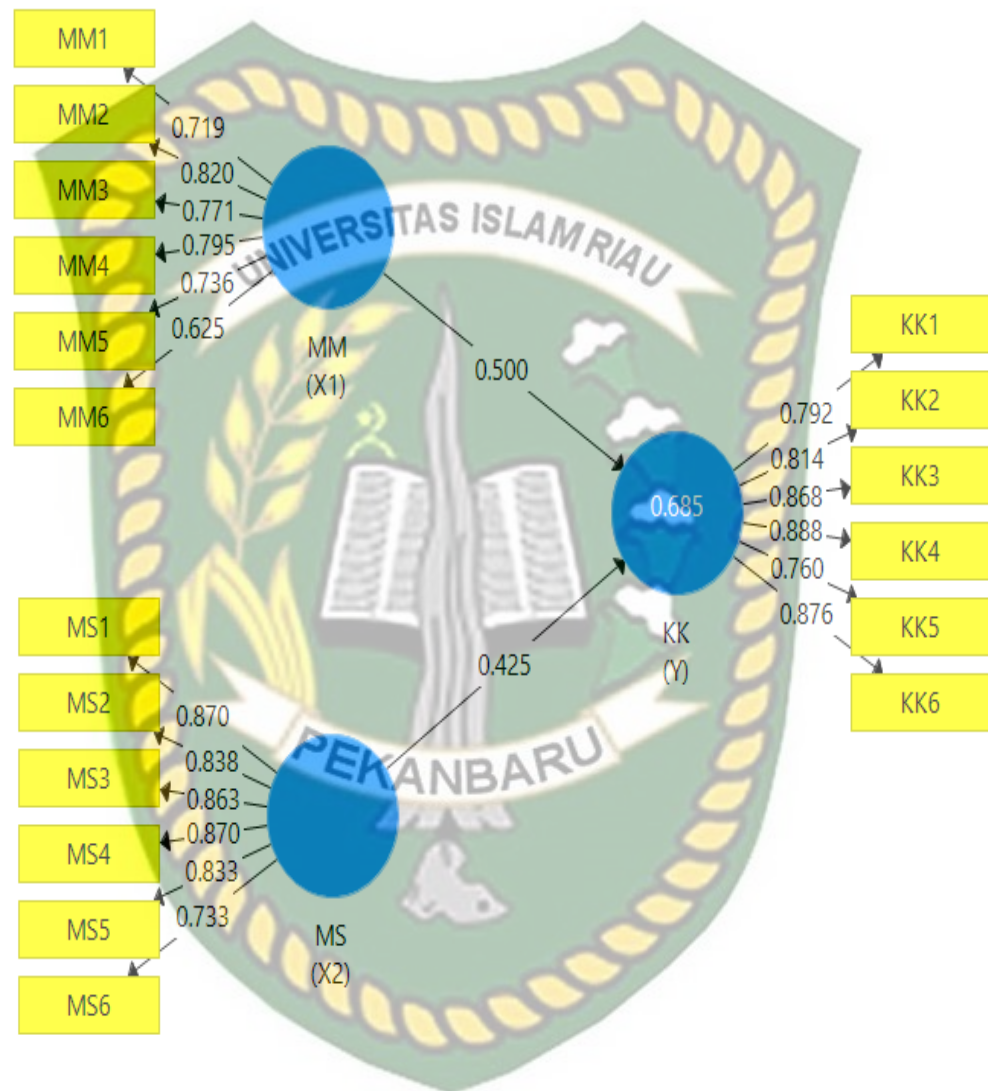 MM1
MM2
MM3
MM4
MM5
MM6
0.719
0.820
0.771
0.795
0.736
0.625
UNIVERSITAS ISLAM RIAU
MM
(X1)
0.500
KK1
KK2
KK3
KK4
KK5
KK6
0.792
0.814
0.868
0.888
0.760
0.876
0.685
KK
(Y)
0.425
MS1
MS2
MS3
MS4
MS5
MS6
0.870
0.838
0.863
0.870
0.833
0.733
PEKANBARU
MS
(X2)